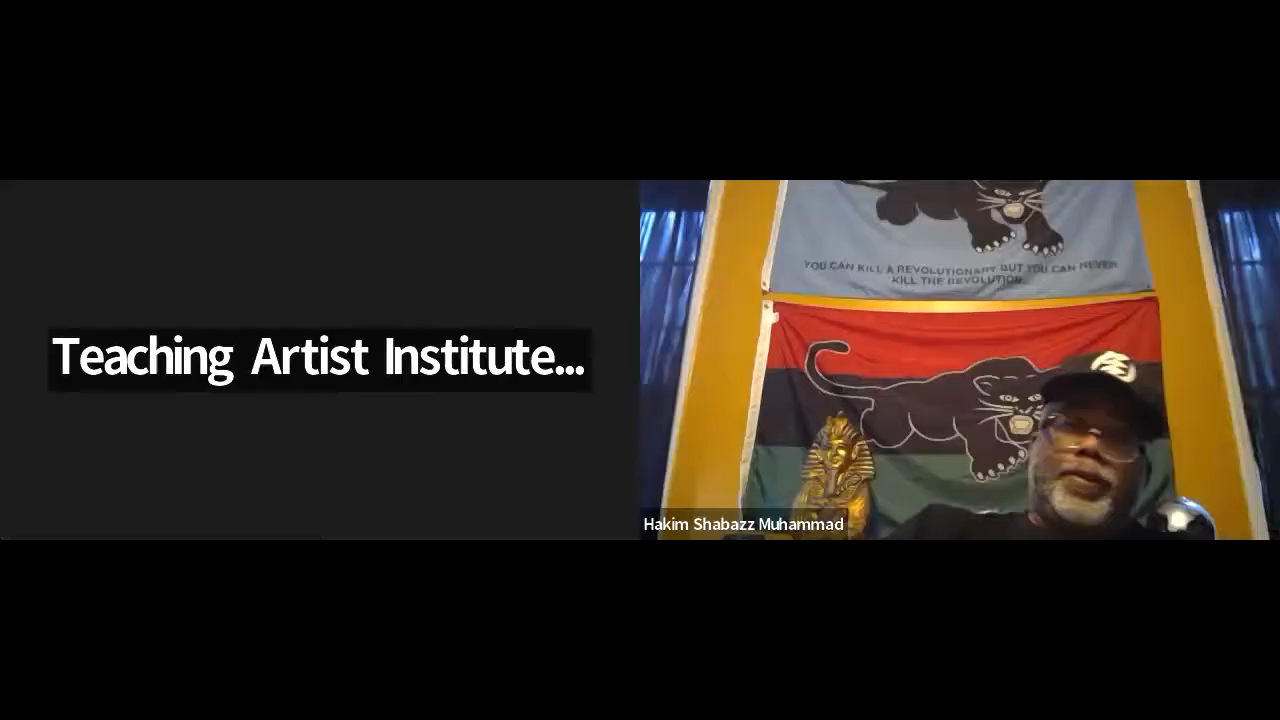 Teaching Artist Institute...
YOU CAN KILL A REVOLUTIONARY BUT YOU CAN NEVER
KILL THE REVOLUTION
Hakim Shabazz Muhammad